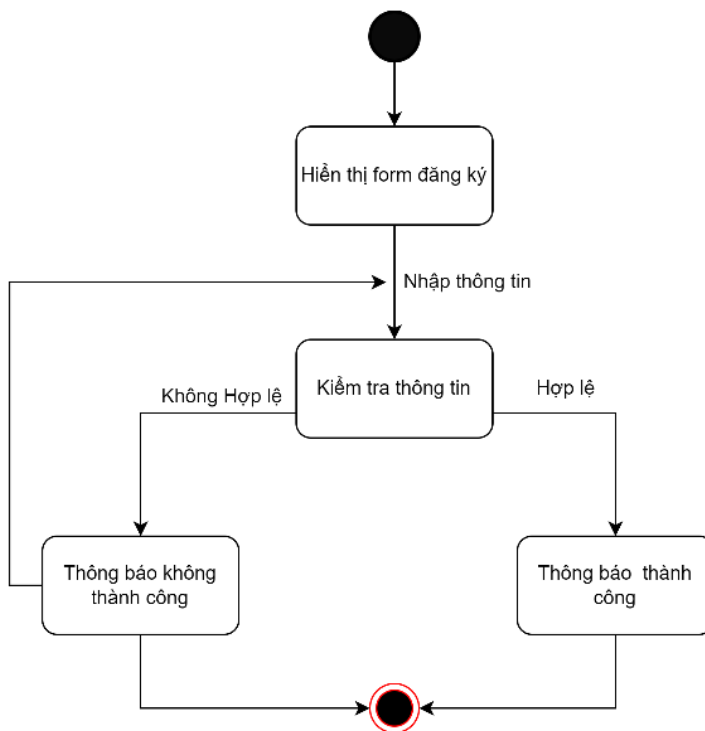 Hiển thị form đăng ký
Nhập thông tin
Kiểm tra thông tin
Không Hợp lệ
Hợp lệ
Thông báo không
thành công
Thông báo thành
công